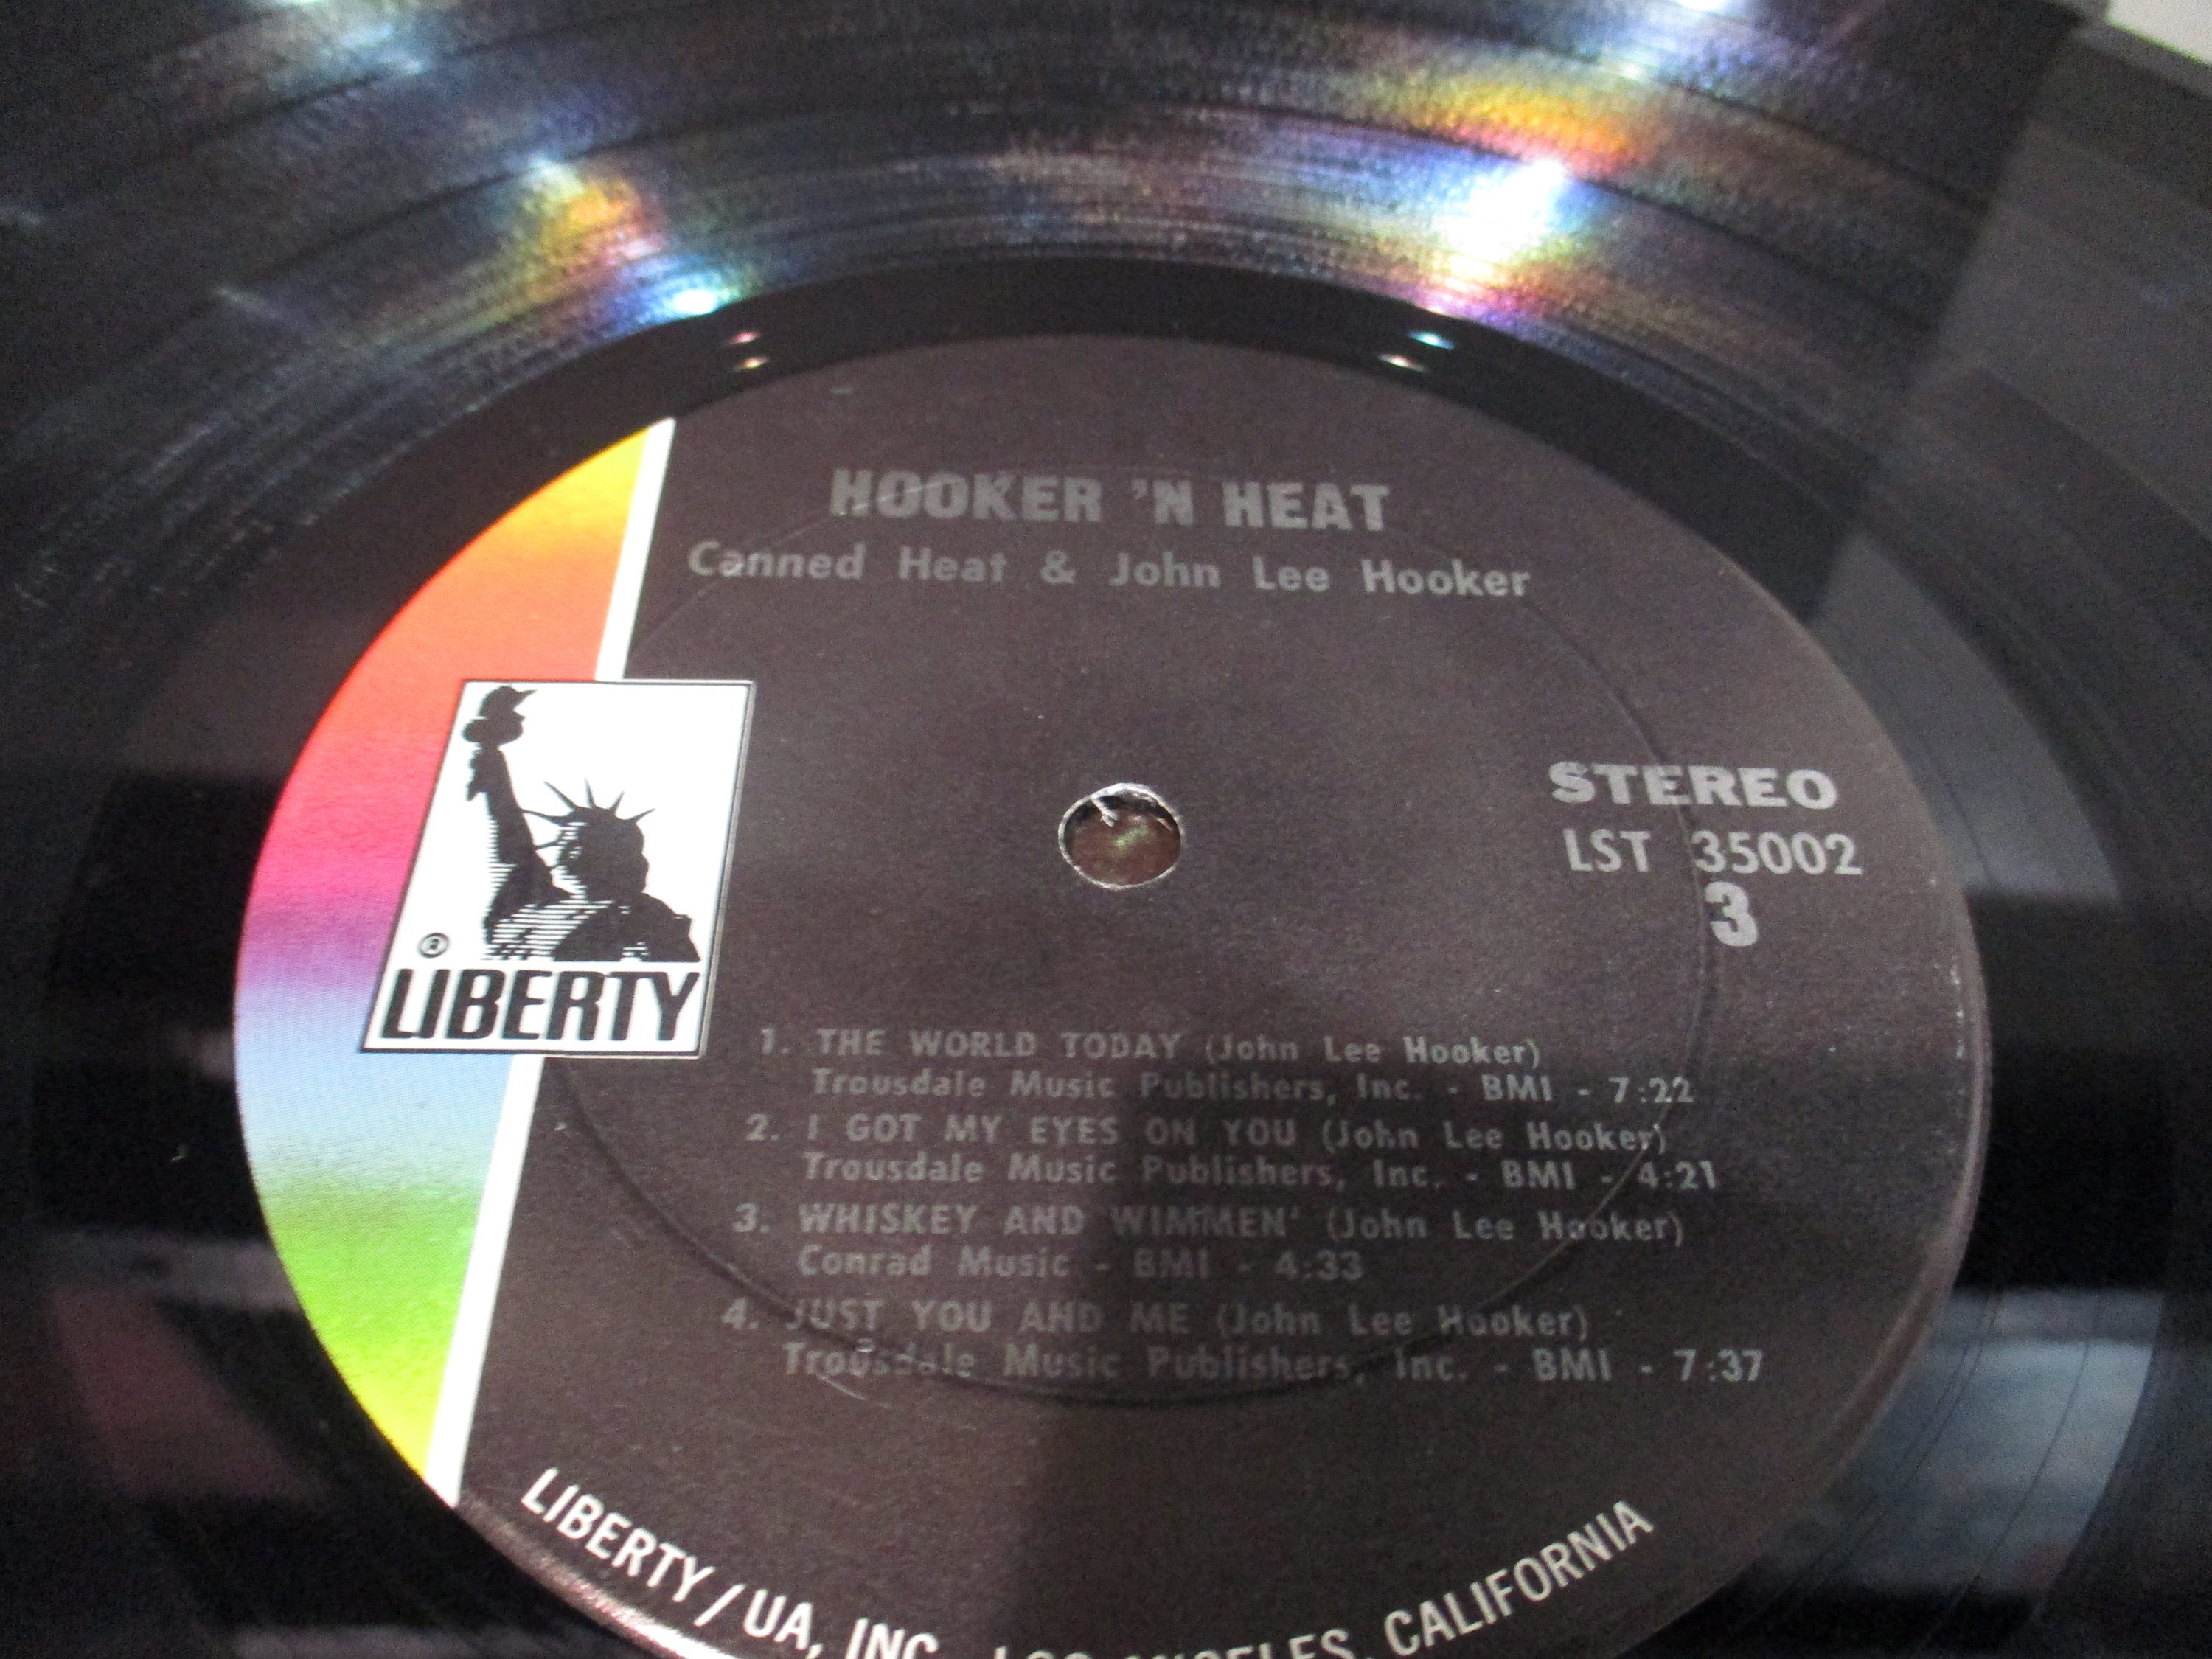 HOOKER 'N HEAT
Canned Heat & John Lee Hooker
STEREO
LST 35002
3
®
LIBERTY
1. THE WORLD TODAY (John Lee Hooker)
Trousdale Music Publishers, Inc. - BMI - 7:22
2. I GOT MY EYES ON YOU (John Lee Hooker)
Trousdale Music Publishers, Inc. - BMI - 4:21
3. WHISKEY AND WIMMEN' (John Lee Hooker)
Conrad Music - BMI - 4:33
4. JUST YOU AND ME (John Lee Hooker)
Trousdale Music Publishers, Inc. - BMI - 7:37
LIBERTY/UA, INC. LOS ANGELES, CALIFORNIA